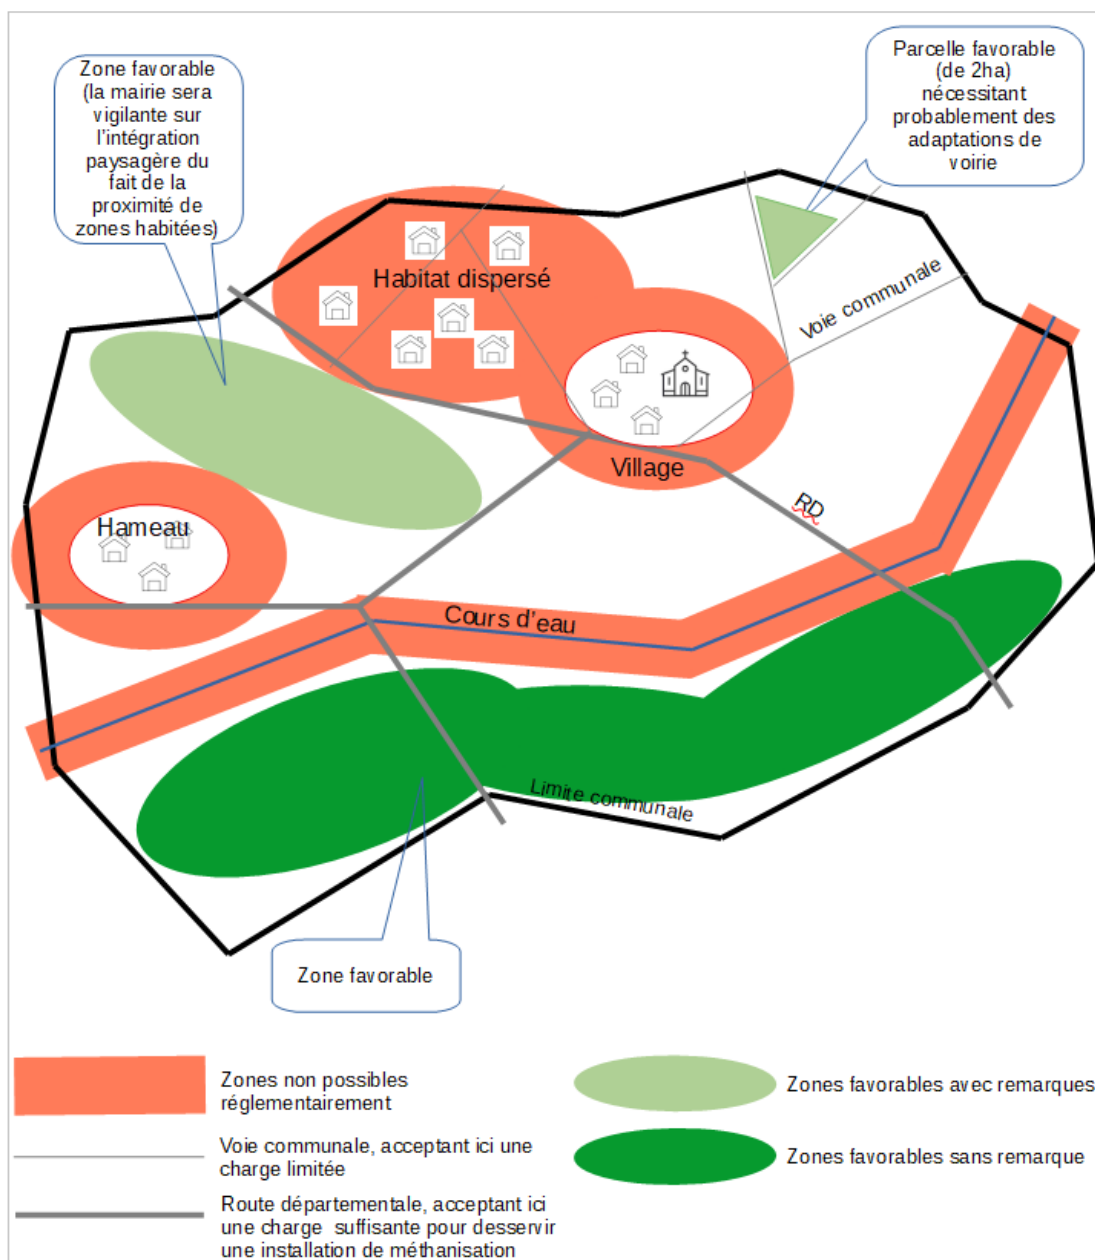 Zone favorable
(la mairie sera
vigilante sur
l'intégration
paysagère du
fait de la
proximité de
zones habitées)
Parcelle favorable
(de 2ha)
nécessitant
probablement des
adaptations de
voirie
Habitat dispersé
Voie communale
Village
RD
Hameau
Cours d'eau
Limite communale
Zone favorable
Zones non possibles
réglementairement
Voie communale, acceptant ici une
charge limitée
Route départementale, acceptant ici
une charge suffisante pour desservir
une installation de méthanisation
Zones favorables avec remarques
Zones favorables sans remarque